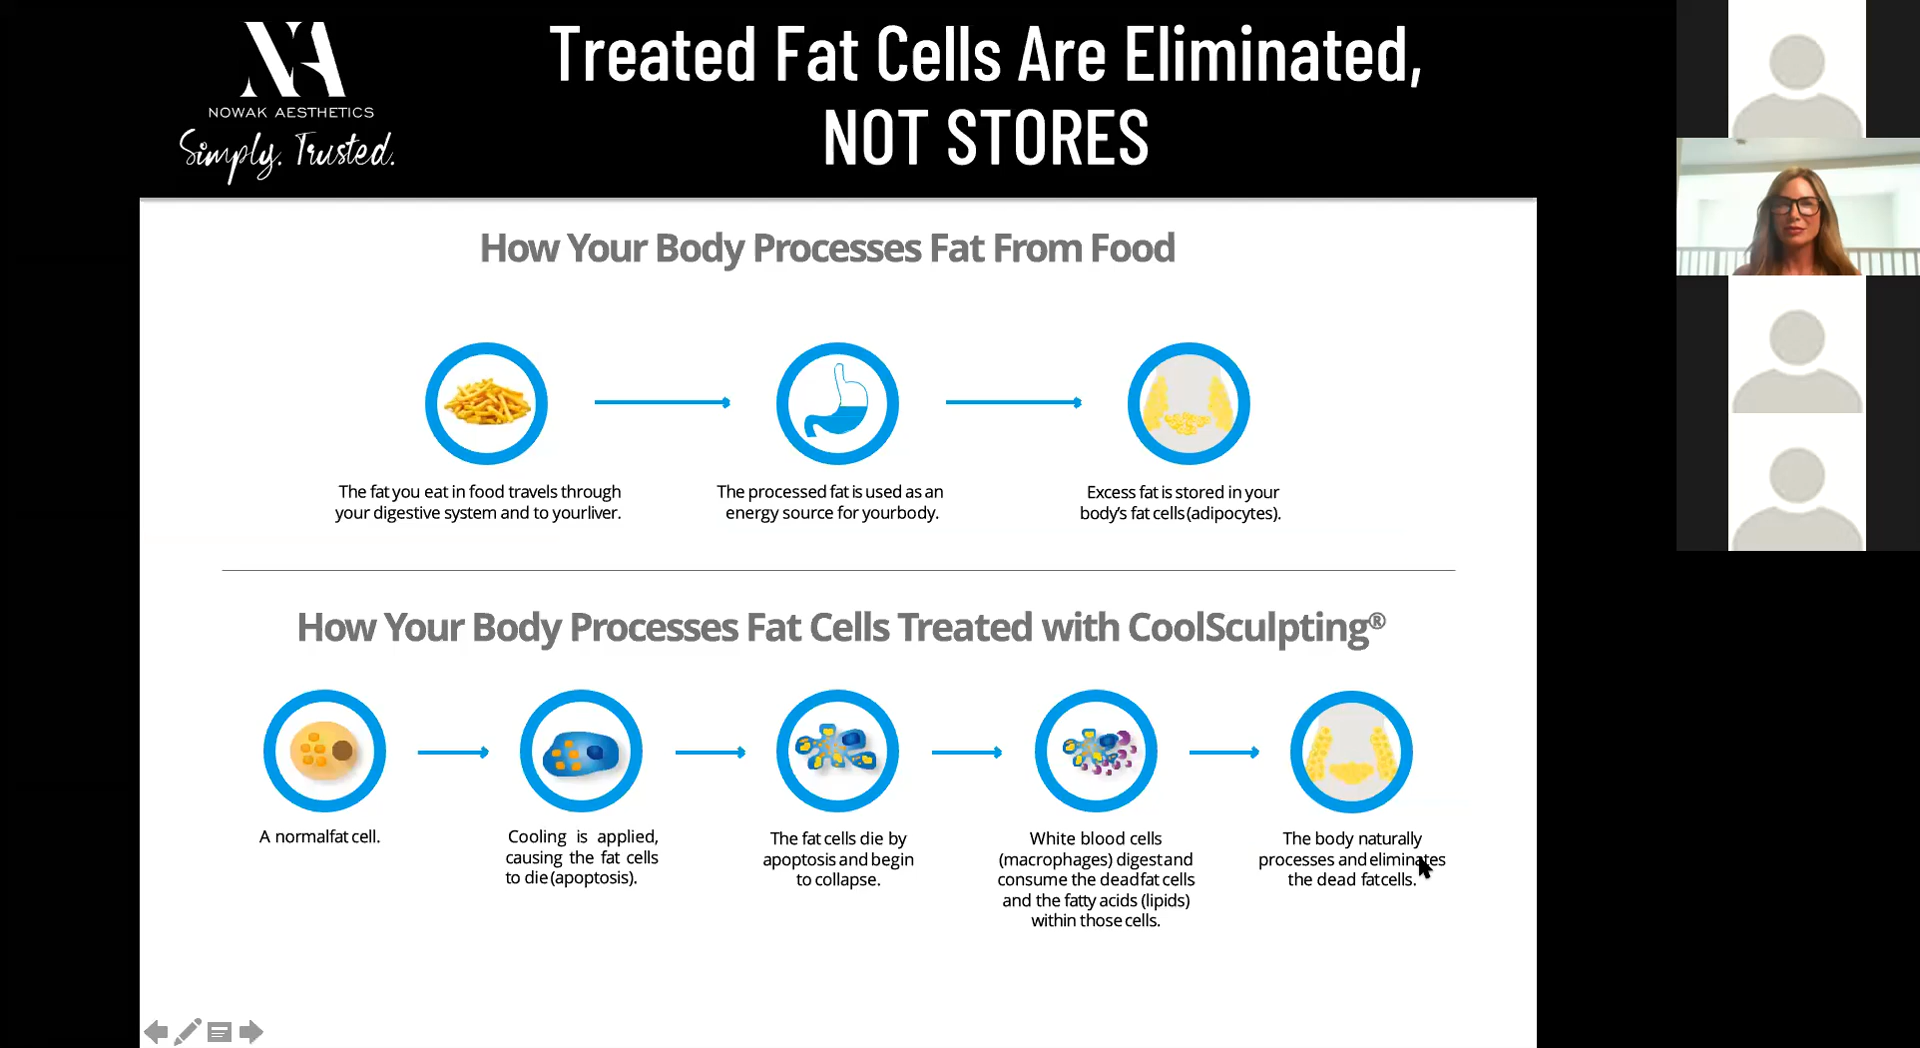 NA
NOWAK AESTHETICS
Simply. Trusted.
Treated Fat Cells Are Eliminated,
NOT STORES
How Your Body Processes Fat From Food
The fat you eat in food travels through
your digestive system and to yourliver.
The processed fat is used as an
energy source for yourbody.
Excess fat is stored in your
body's fat cells (adipocytes).
How Your Body Processes Fat Cells Treated with CoolSculpting®
A normalfat cell.
Cooling is applied,
causing the fat cells
to die (apoptosis).
The fat cells die by
apoptosis and begin
to collapse.
White blood cells
(macrophages) digestand
consume the deadfat cells
and the fatty acids (lipids)
within those cells.
The body naturally
processes and eliminates
the dead fatcells.